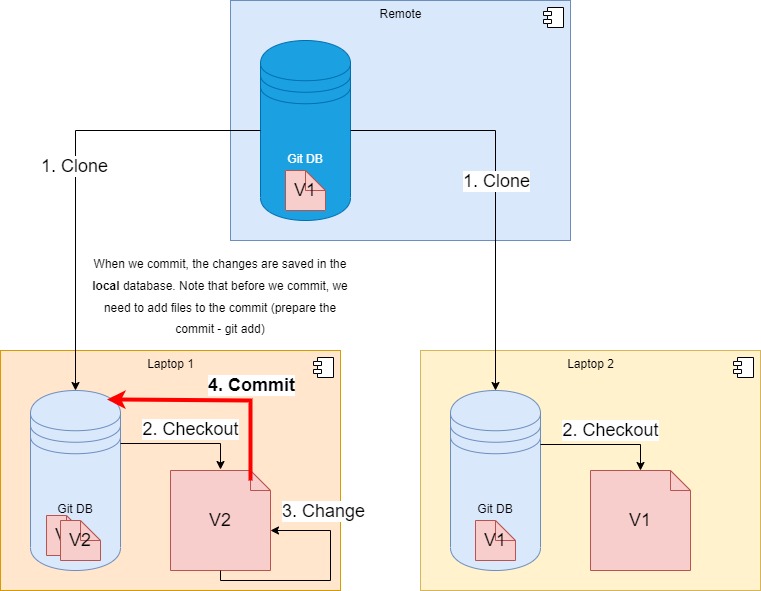 Remote
Git DB
V1
1. Clone
1. Clone
When we commit, the changes are saved in the
local database. Note that before we commit, we
need to add files to the commit (prepare the
commit - git add)
Laptop 1
4. Commit
2. Checkout
V2
3. Change
Git DB
V2
Laptop 2
2. Checkout
V1
Git DB
V1